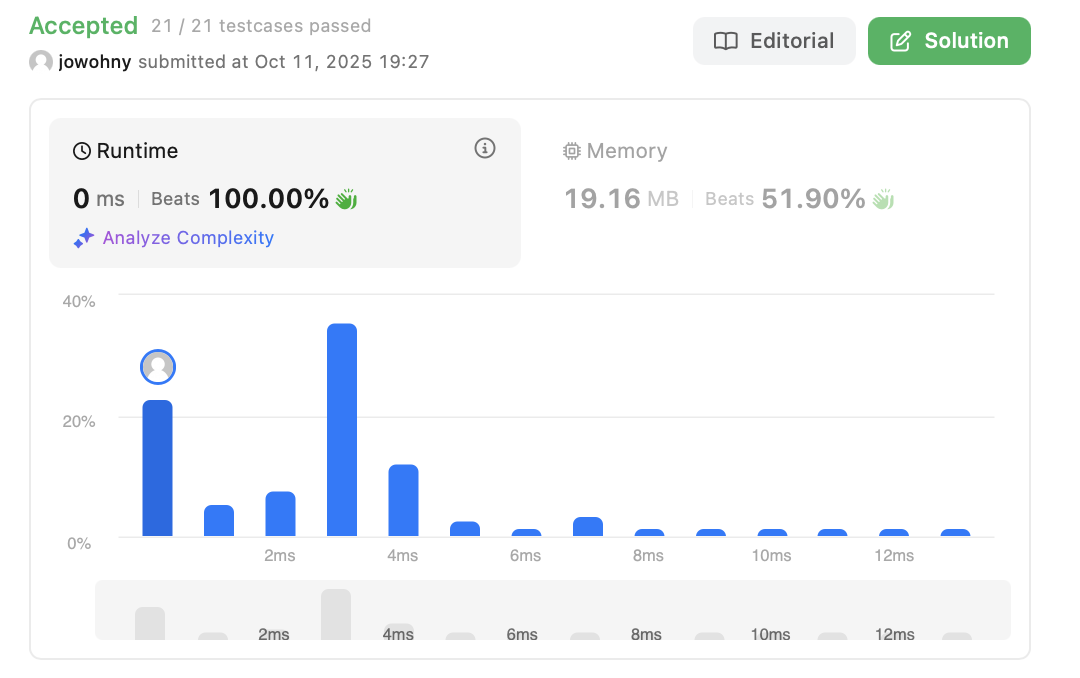 Accepted 21 / 21 testcases passed
Editorial
Solution
jowohny submitted at Oct 11, 2025 19:27
Runtime
0 ms Beats 100.00%
Analyze Complexity
Memory
19.16 MB Beats 51.90%
40%
20%
0%
2ms 4ms 6ms 8ms 10ms 12ms
2ms 4ms 6ms 8ms 10ms 12ms